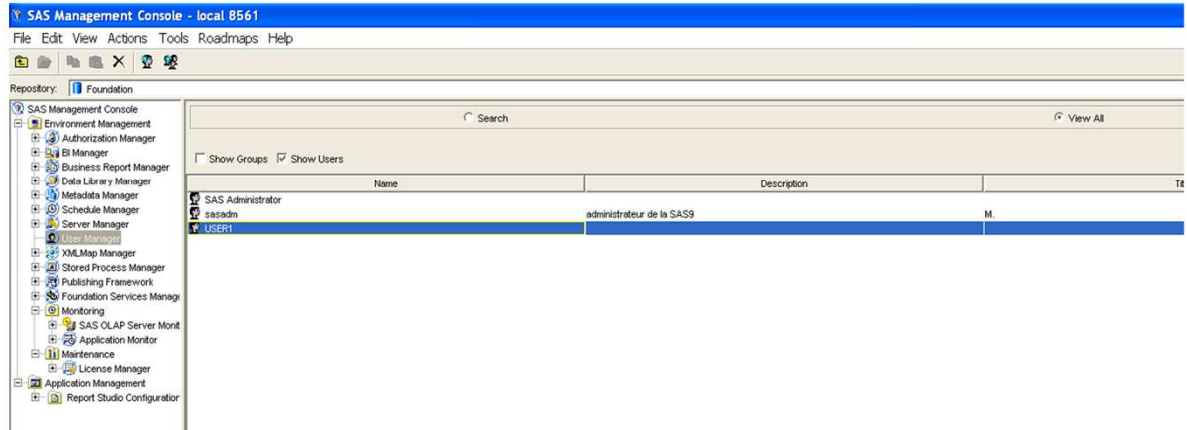 SAS Management Console - local 8561
File Edit View Actions Tools Roadmaps Help
Repository: Foundation
SAS Management Console
Environment Management
Authorization Manager
BI Manager
Business Report Manager
Data Library Manager
Metadata Manager
Schedule Manager
Server Manager
User Manager
XMLMap Manager
Stored Process Manager
Publishing Framework
Foundation Services Manage
Monitoring
SAS OLAP Server Monit
Application Monitor
Maintenance
License Manager
Application Management
Report Studio Configuration
Search View All
Show Groups Show Users
Name Description Tit
SAS Administrator
sasadm administrateur de la SAS9 M.
USER1